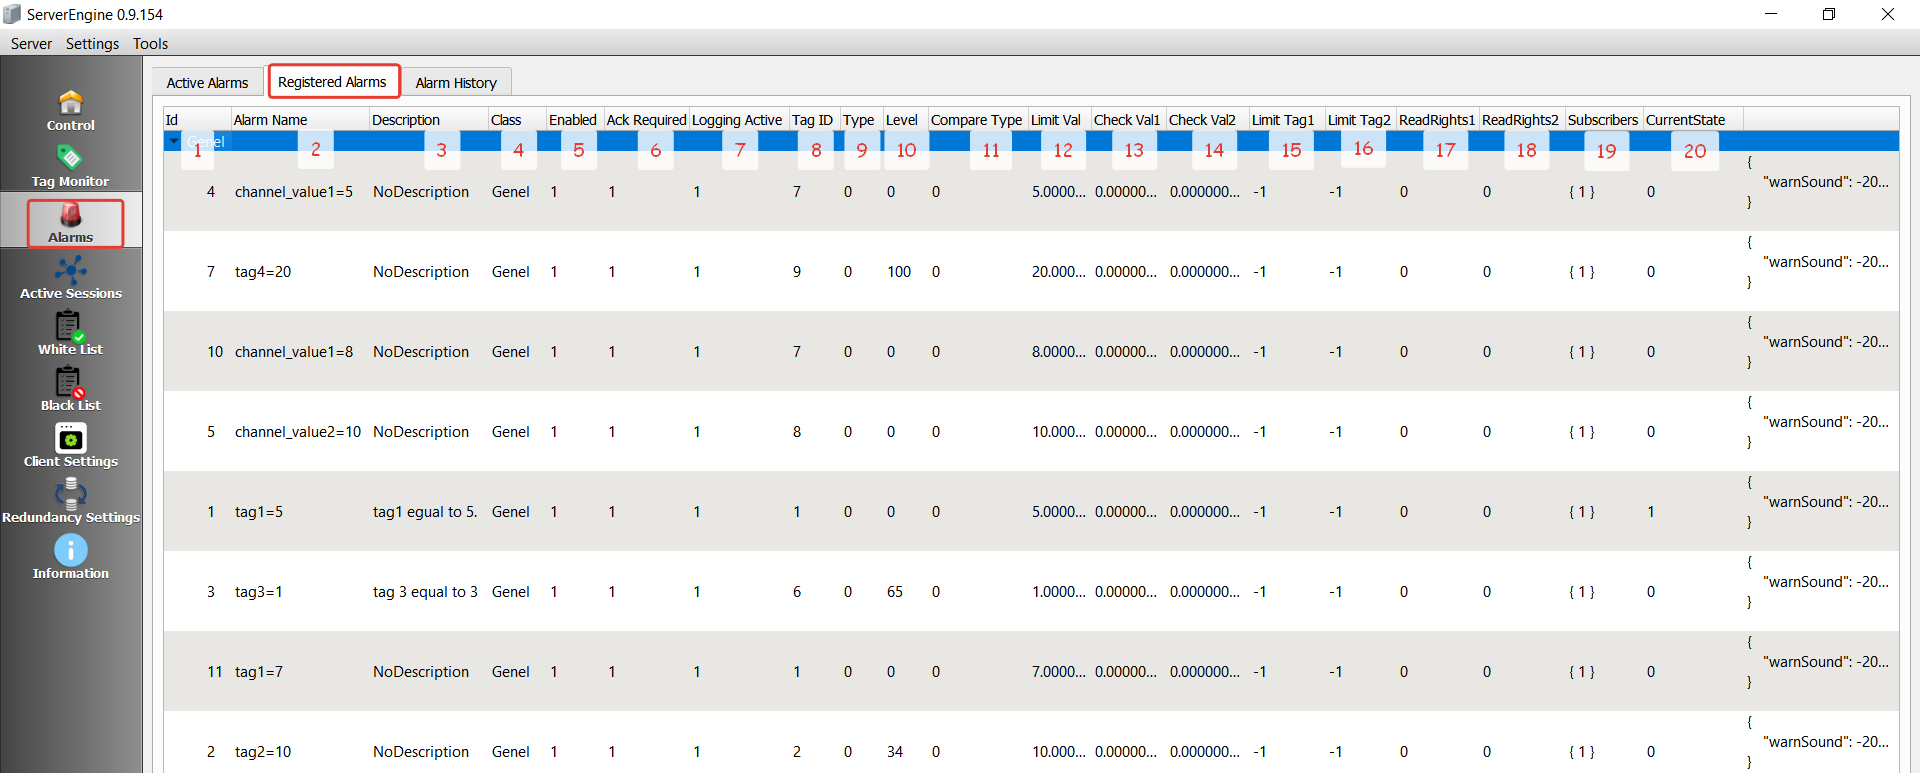 ServerEngine 0.9.154
Server Settings Tools
Control
Tag Monitor
Alarms
Active Sessions
White List
Black List
Client Settings
Redundancy Settings
Information
Active Alarms Registered Alarms Alarm History
Id Alarm Name Description Class Enabled Ack Required Logging Active Tag ID Type Level Compare Type Limit Val Check Val1 Check Val2 Limit Tag1 Limit Tag2 ReadRights1 ReadRights2 Subscribers CurrentState
Genel
1 2 3 4 5 6 7 8 9 10 11 12 13 14 15 16 17 18 19 20
{
4 channel_value1=5 NoDescription Genel 1 1 1 7 0 0 0 5.0000... 0.00000... 0.000000... -1 -1 0 0 { 1 } 0 "warnSound": -20...
}
{
7 tag4=20 NoDescription Genel 1 1 1 9 0 100 0 20.000... 0.00000... 0.000000... -1 -1 0 0 { 1 } 0 "warnSound": -20...
}
{
10 channel_value1=8 NoDescription Genel 1 1 1 7 0 0 0 8.0000... 0.00000... 0.000000... -1 -1 0 0 { 1 } 0 "warnSound": -20...
}
{
5 channel_value2=10 NoDescription Genel 1 1 1 8 0 0 0 10.000... 0.00000... 0.000000... -1 -1 0 0 { 1 } 0 "warnSound": -20...
}
{
1 tag1=5 tag1 equal to 5. Genel 1 1 1 1 0 0 0 5.0000... 0.00000... 0.000000... -1 -1 0 0 { 1 } 1 "warnSound": -20...
}
{
3 tag3=1 tag 3 equal to 3 Genel 1 1 1 6 0 65 0 1.0000... 0.00000... 0.000000... -1 -1 0 0 { 1 } 0 "warnSound": -20...
}
{
11 tag1=7 NoDescription Genel 1 1 1 1 0 0 0 7.0000... 0.00000... 0.000000... -1 -1 0 0 { 1 } 0 "warnSound": -20...
}
{
2 tag2=10 NoDescription Genel 1 1 1 2 0 34 0 10.000... 0.00000... 0.000000... -1 -1 0 0 { 1 } 0 "warnSound": -20...
}